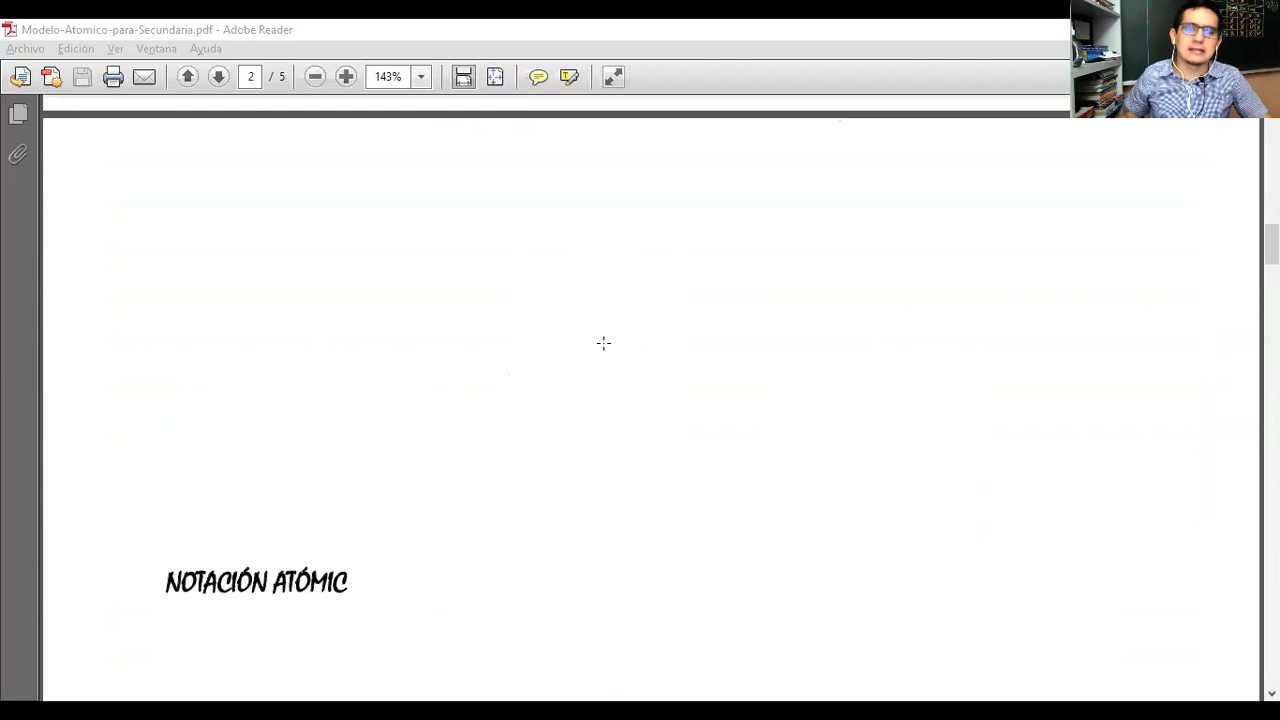 Modelo-Atomico-para-Secundaria.pdf - Adobe Reader
Archivo Edición Ver Ventana Ayuda
2 / 5 143%
NOTACIÓN ATÓMIC